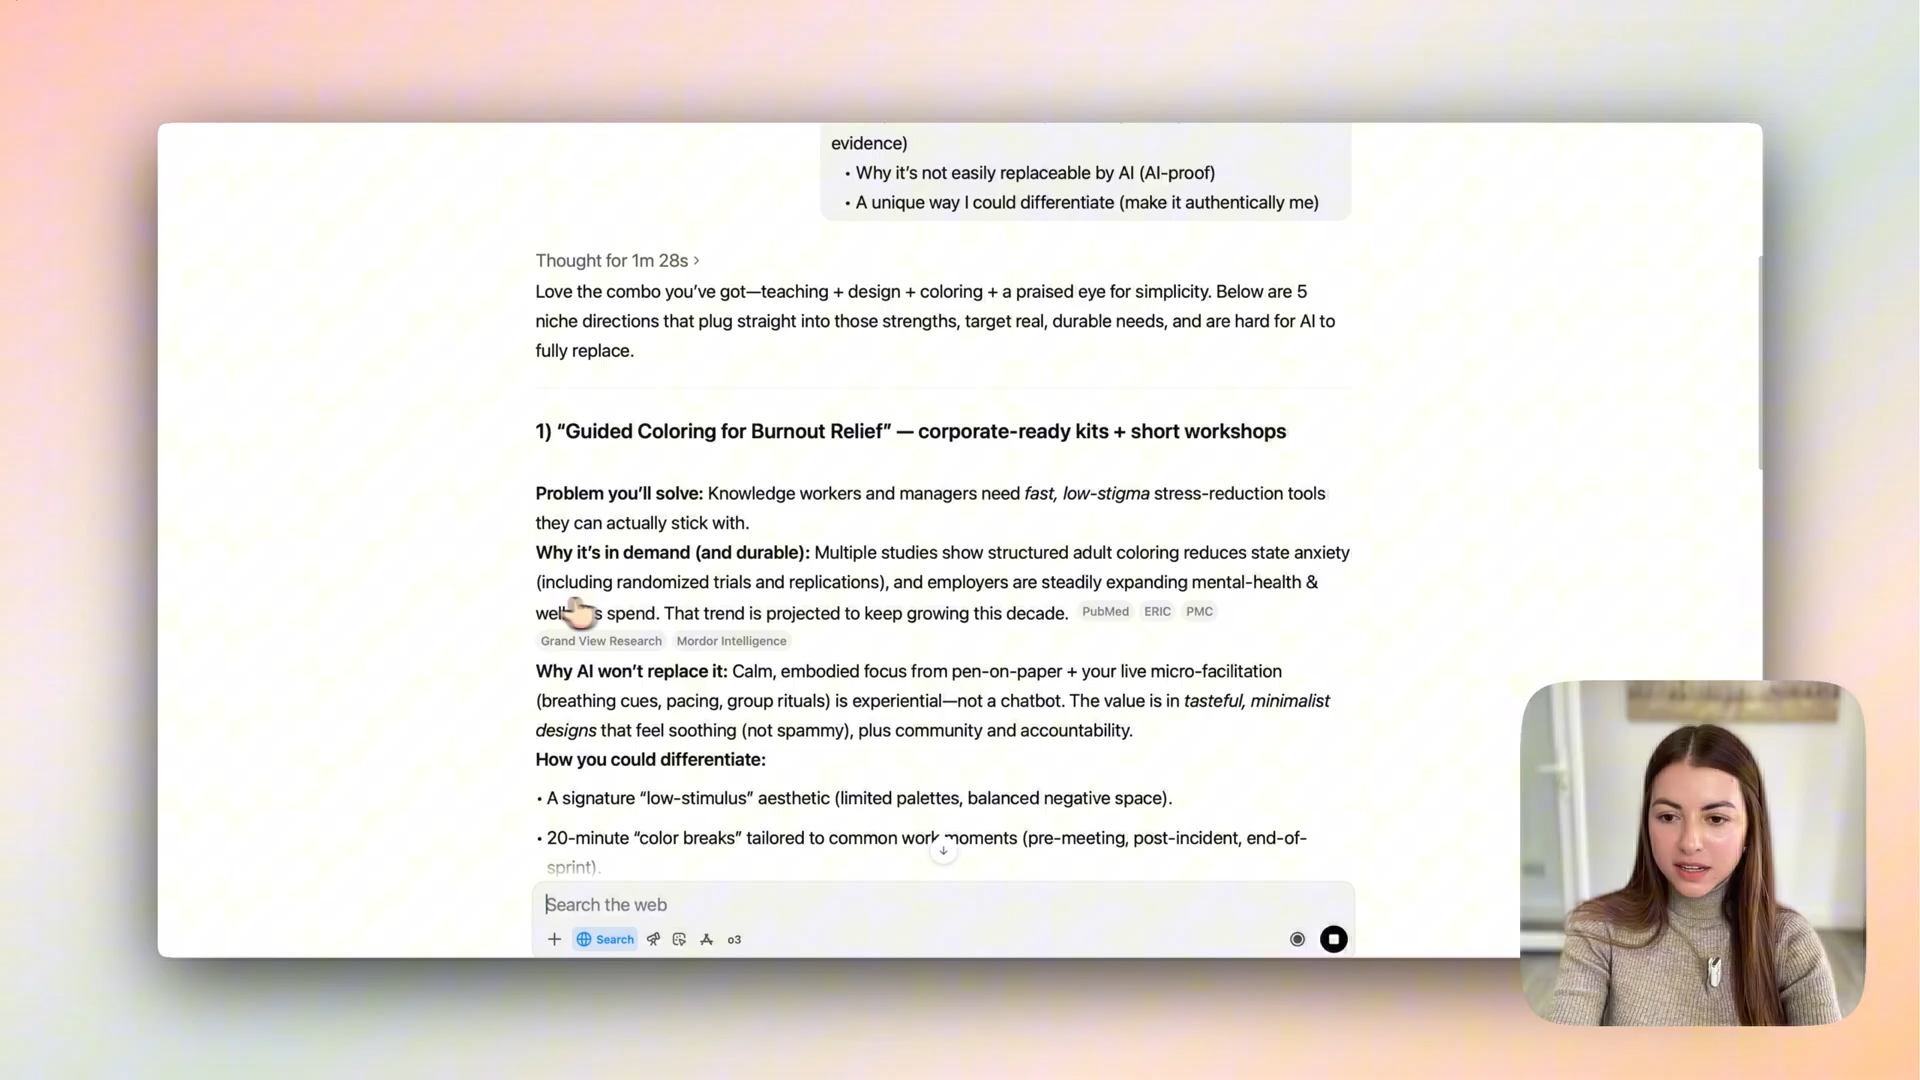 evidence)
• Why it’s not easily replaceable by AI (AI-proof)
• A unique way I could differentiate (make it authentically me)
Thought for 1m 28s >
Love the combo you’ve got—teaching + design + coloring + a praised eye for simplicity. Below are 5
niche directions that plug straight into those strengths, target real, durable needs, and are hard for AI to
fully replace.
1) “Guided Coloring for Burnout Relief” — corporate-ready kits + short workshops
Problem you’ll solve: Knowledge workers and managers need fast, low-stigma stress-reduction tools
they can actually stick with.
Why it’s in demand (and durable): Multiple studies show structured adult coloring reduces state anxiety
(including randomized trials and replications), and employers are steadily expanding mental-health &
spend. That trend is projected to keep growing this decade. PubMed ERIC PMC
Grand View Research Mordor Intelligence
Why AI won’t replace it: Calm, embodied focus from pen-on-paper + your live micro-facilitation
(breathing cues, pacing, group rituals) is experiential—not a chatbot. The value is in tasteful, minimalist
designs that feel soothing (not spammy), plus community and accountability.
How you could differentiate:
• A signature “low-stimulus” aesthetic (limited palettes, balanced negative space).
• 20-minute “color breaks” tailored to common work moments (pre-meeting, post-incident, end-of-
sprint).
Search the web
Search o3